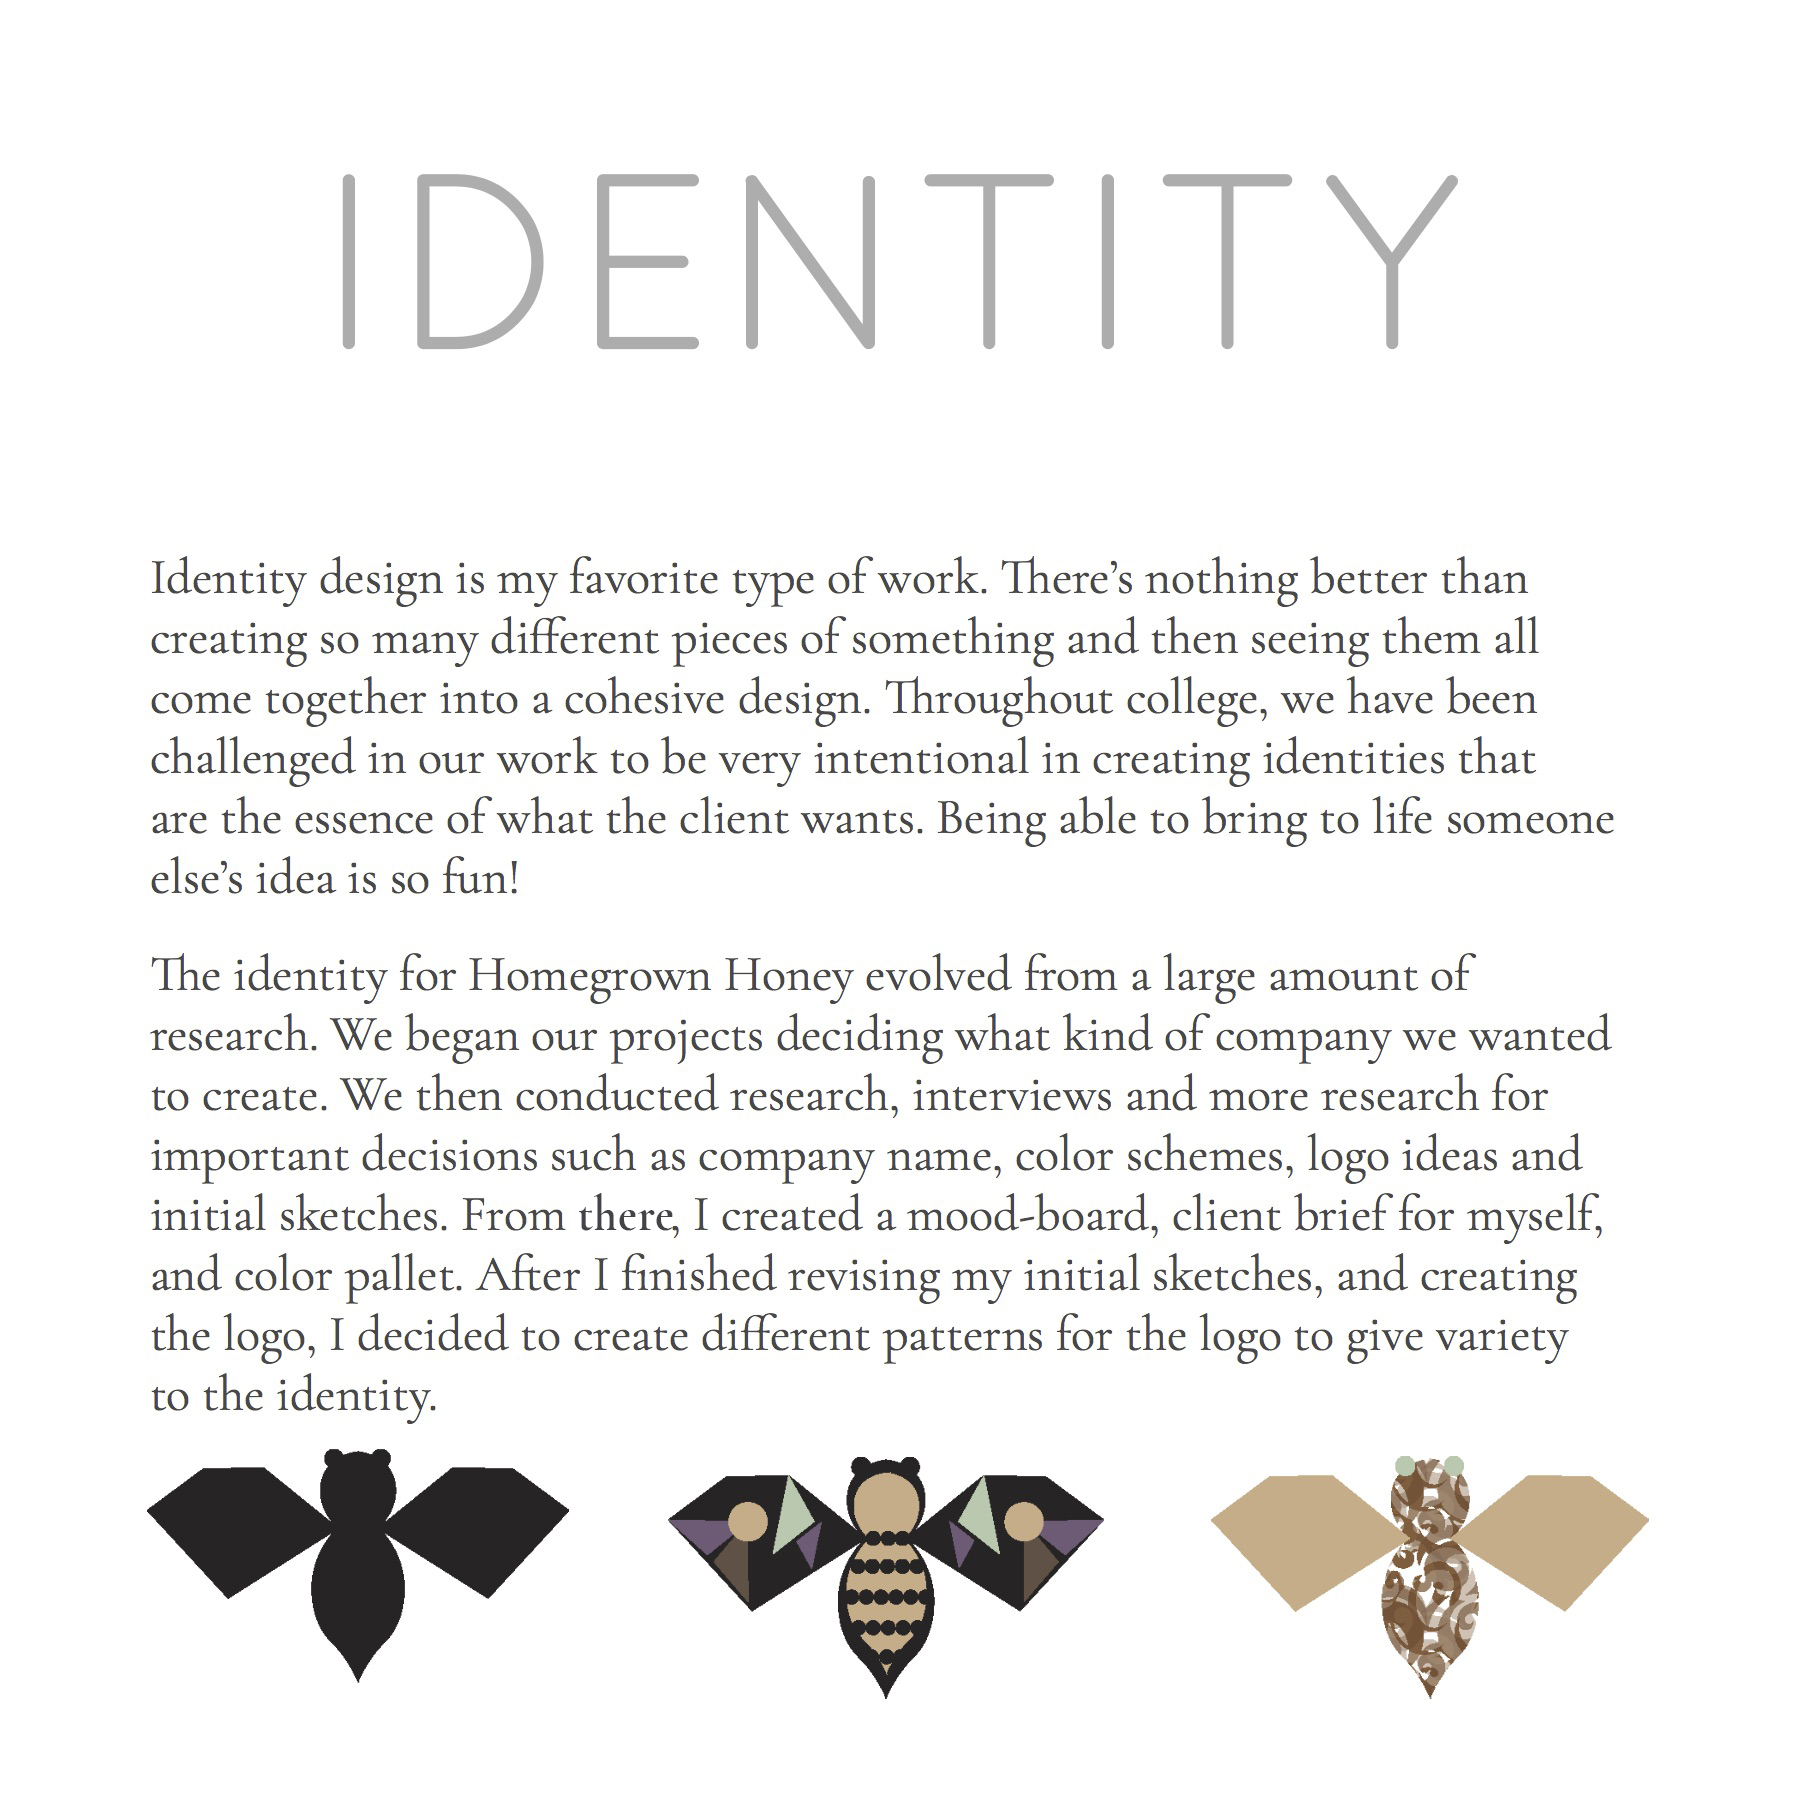 IDENTITY
Identity design is my favorite type of work. There’s nothing better than
creating so many different pieces of something and then seeing them all
come together into a cohesive design. Throughout college, we have been
challenged in our work to be very intentional in creating identities that
are the essence of what the client wants. Being able to bring to life someone
else’s idea is so fun!
The identity for Homegrown Honey evolved from a large amount of
research. We began our projects deciding what kind of company we wanted
to create. We then conducted research, interviews and more research for
important decisions such as company name, color schemes, logo ideas and
initial sketches. From there, I created a mood-board, client brief for myself,
and color pallet. After I finished revising my initial sketches, and creating
the logo, I decided to create different patterns for the logo to give variety
to the identity.